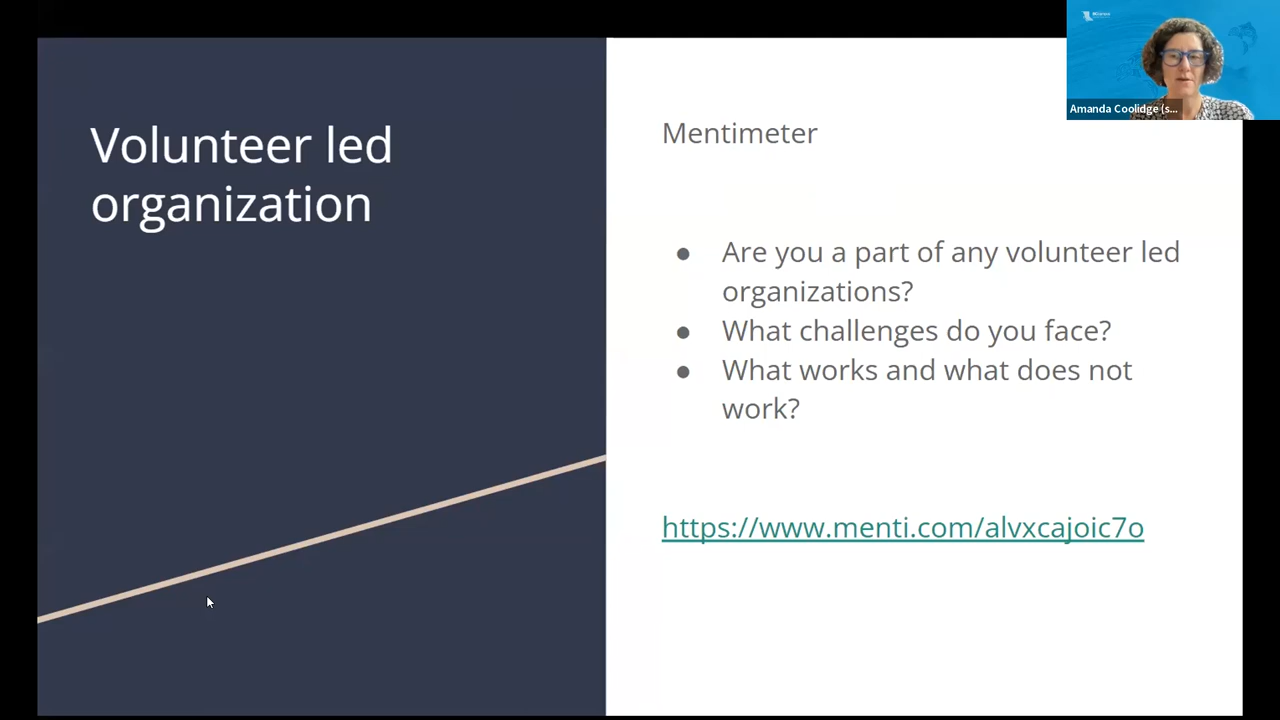 Volunteer led
organization
Mentimeter
● Are you a part of any volunteer led
organizations?
● What challenges do you face?
● What works and what does not
work?
https://www.menti.com/alvxcajoic7o
Amanda Coolidge (s...